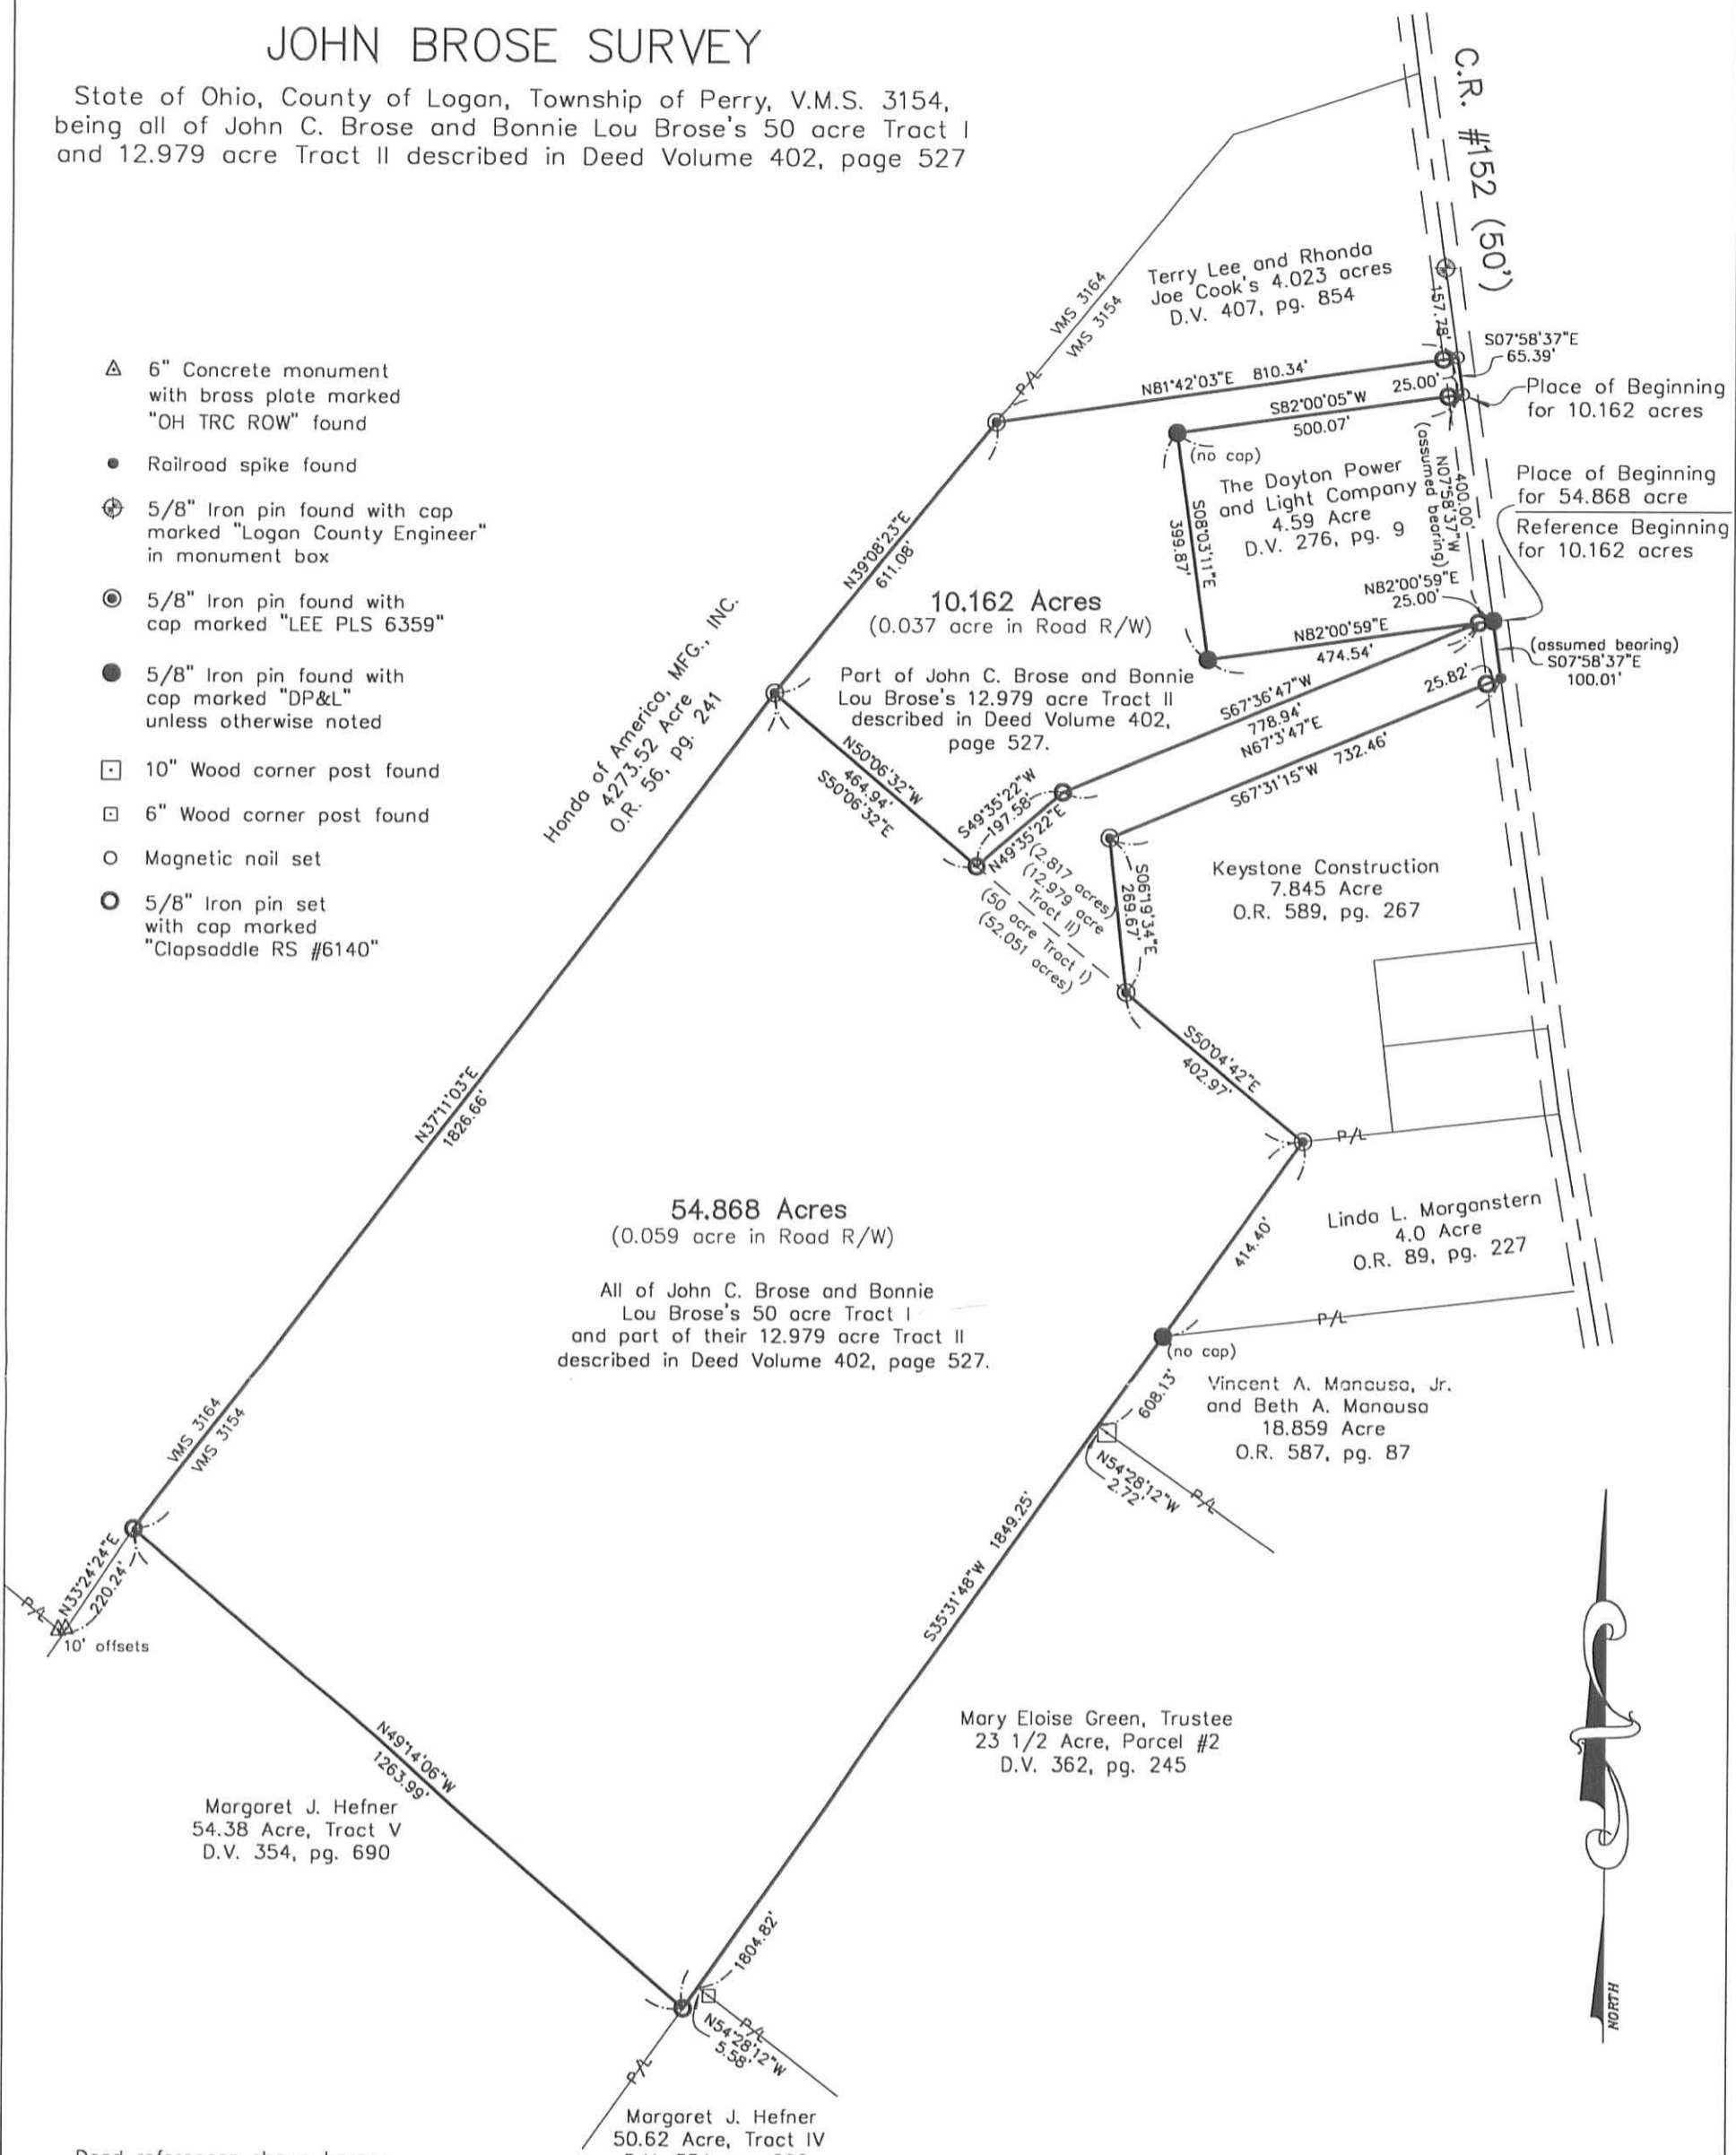 JOHN BROSE SURVEY
State of Ohio, County of Logan, Township of Perry, V.M.S. 3154,
being all of John C. Brose and Bonnie Lou Brose's 50 acre Tract I
and 12.979 acre Tract II described in Deed Volume 402, page 527
C.R. #152 (50')
6" Concrete monument
with brass plate marked
"OH TRC ROW" found
Railroad spike found
5/8" Iron pin found with cap
marked "Logan County Engineer"
in monument box
5/8" Iron pin found with
cap marked "LEE PLS 6359"
5/8" Iron pin found with
cap marked "DP&L"
unless otherwise noted
10" Wood corner post found
6" Wood corner post found
Magnetic nail set
5/8" Iron pin set
with cap marked
"Clapsaddle RS #6140"
VMS 3164
VMS 3154
P/L
Terry Lee and Rhonda
Joe Cook's 4.023 acres
D.V. 407, pg. 854
157.78'
S07°58'37"E
65.39'
N81°42'03"E 810.34'
25.00'
Place of Beginning
for 10.162 acres
S82°00'05"W
500.07'
(no cap)
The Dayton Power
and Light Company
4.59 Acre
D.V. 276, pg. 9
400.00'
N07°58'37"W
(assumed bearing)
Place of Beginning
for 54.868 acre
Reference Beginning
for 10.162 acres
S08°03'11"E
399.87'
N82°00'59"E
25.00'
N82°00'59"E
474.54'
(assumed bearing)
S07°58'37"E
100.01'
25.82'
N39°08'23"E
611.08'
10.162 Acres
(0.037 acre in Road R/W)
Part of John C. Brose and Bonnie
Lou Brose's 12.979 acre Tract II
described in Deed Volume 402,
page 527.
Honda of America, MFG., INC.
4273.52 Acre
O.R. 56, pg. 241
S67°36'47"W
778.94'
N67°3'47"E
S67°31'15"W 732.46'
N50°06'32"W
464.94'
S50°06'32"E
S49°35'22"W
197.58'
N49°35'22"E
(2.817 acres)
(12.979 acre
Tract II)
(50 acre Tract I)
(52.051 acres)
S06°19'34"E
269.67'
Keystone Construction
7.845 Acre
O.R. 589, pg. 267
S50°04'42"E
402.97'
P/L
N37°11'03"E
1826.66'
54.868 Acres
(0.059 acre in Road R/W)
All of John C. Brose and Bonnie
Lou Brose's 50 acre Tract I
and part of their 12.979 acre Tract II
described in Deed Volume 402, page 527.
414.40'
Linda L. Morganstern
4.0 Acre
O.R. 89, pg. 227
P/L
(no cap)
608.13'
Vincent A. Manausa, Jr.
and Beth A. Manausa
18.859 Acre
O.R. 587, pg. 87
N54°28'12"W
2.72'
P/L
VMS 3164
VMS 3154
S35°31'48"W 1849.25'
N33°24'24"E
220.24'
P/L
10' offsets
N49°14'06"W
1263.99'
Mary Eloise Green, Trustee
23 1/2 Acre, Parcel #2
D.V. 362, pg. 245
Margaret J. Hefner
54.38 Acre, Tract V
D.V. 354, pg. 690
1804.82'
N54°28'12"W
5.58'
P/L
P/L
NORTH
Margaret J. Hefner
50.62 Acre, Tract IV